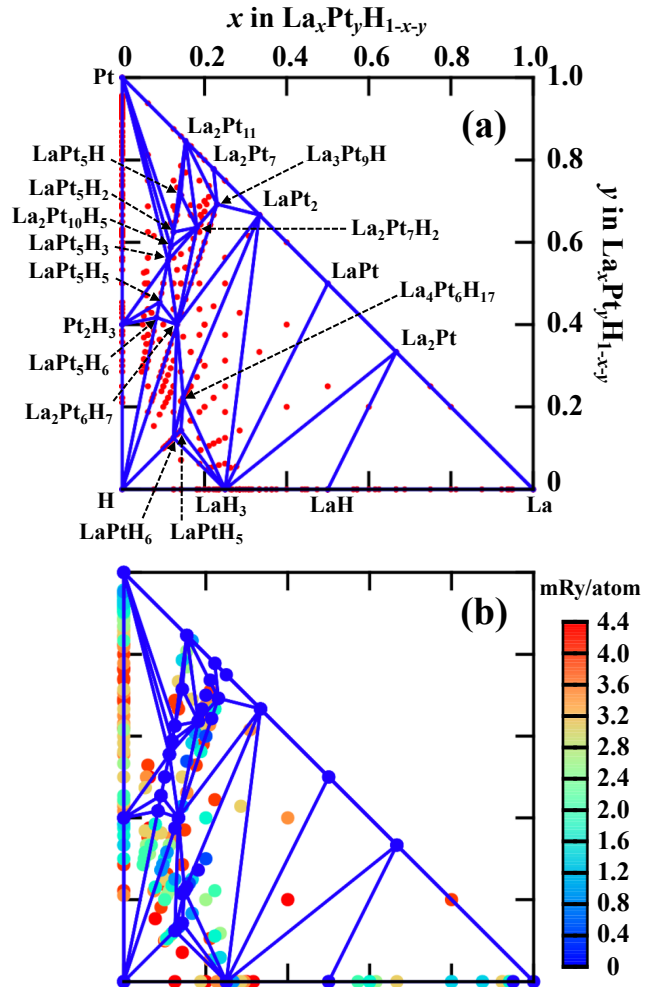 x in LaxPtyH1-x-y
0 0.2 0.4 0.6 0.8 1.0
Pt
1.0
(a)
La2Pt11
LaPt5H
La2Pt7
La3Pt9H
0.8
LaPt5H2
LaPt2
La2Pt10H5
La2Pt7H2
0.6
LaPt5H3
LaPt
LaPt5H5
La4Pt6H17
y in LaxPtyH1-x-y
Pt2H3
La2Pt
0.4
LaPt5H6
La2Pt6H7
0.2
0
H
LaH3
LaH
La
LaPtH6
LaPtH5
(b)
mRy/atom
4.4
4.0
3.6
3.2
2.8
2.4
2.0
1.6
1.2
0.8
0.4
0